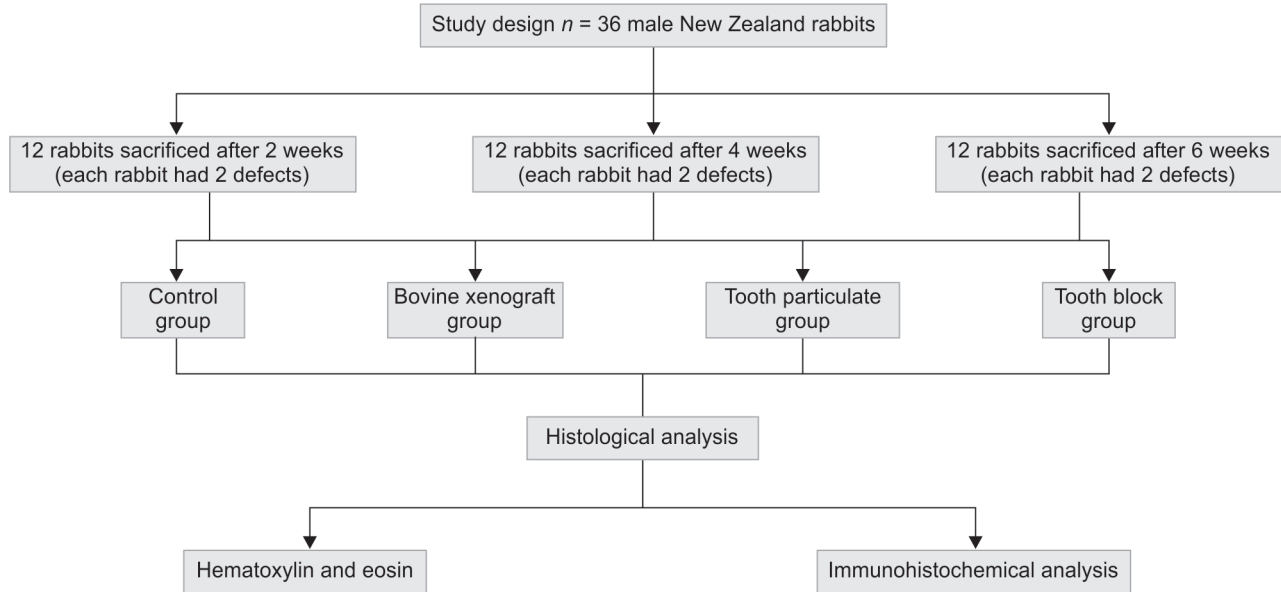 Study design n = 36 male New Zealand rabbits
12 rabbits sacrificed after 2 weeks
(each rabbit had 2 defects)
12 rabbits sacrificed after 4 weeks
(each rabbit had 2 defects)
12 rabbits sacrificed after 6 weeks
(each rabbit had 2 defects)
Control
group
Bovine xenograft
group
Tooth particulate
group
Tooth block
group
Histological analysis
Hematoxylin and eosin
Immunohistochemical analysis